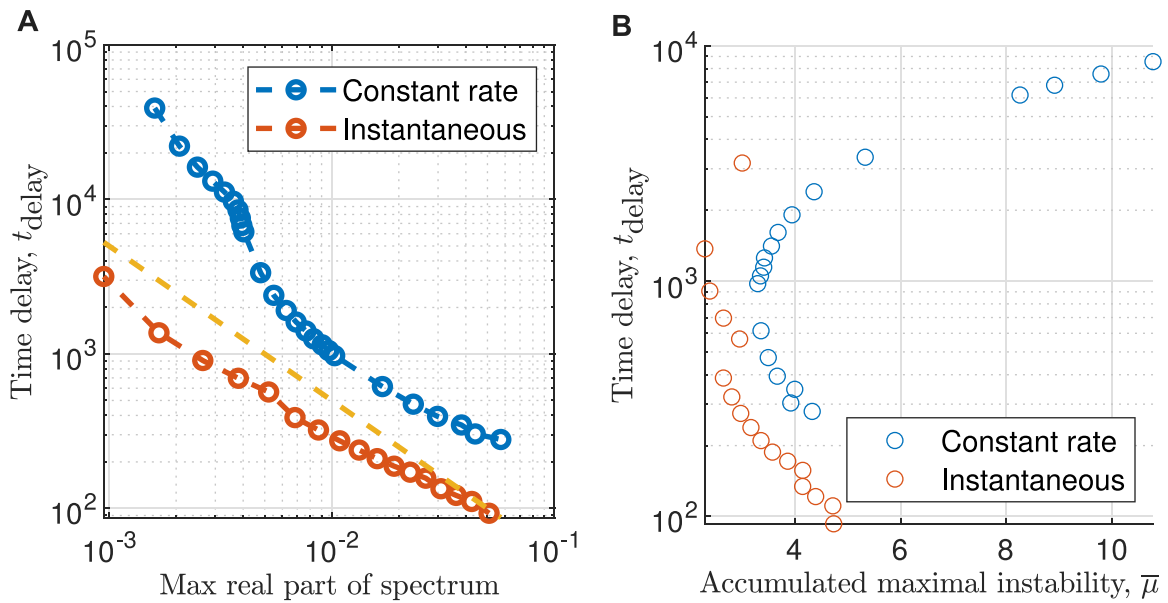 A
10^5
10^4
10^3
10^2
Time delay, t_delay
Constant rate
Instantaneous
10^-3
10^-2
10^-1
Max real part of spectrum
B
10^4
10^3
10^2
Time delay, t_delay
Constant rate
Instantaneous
4
6
8
10
Accumulated maximal instability, μ̅